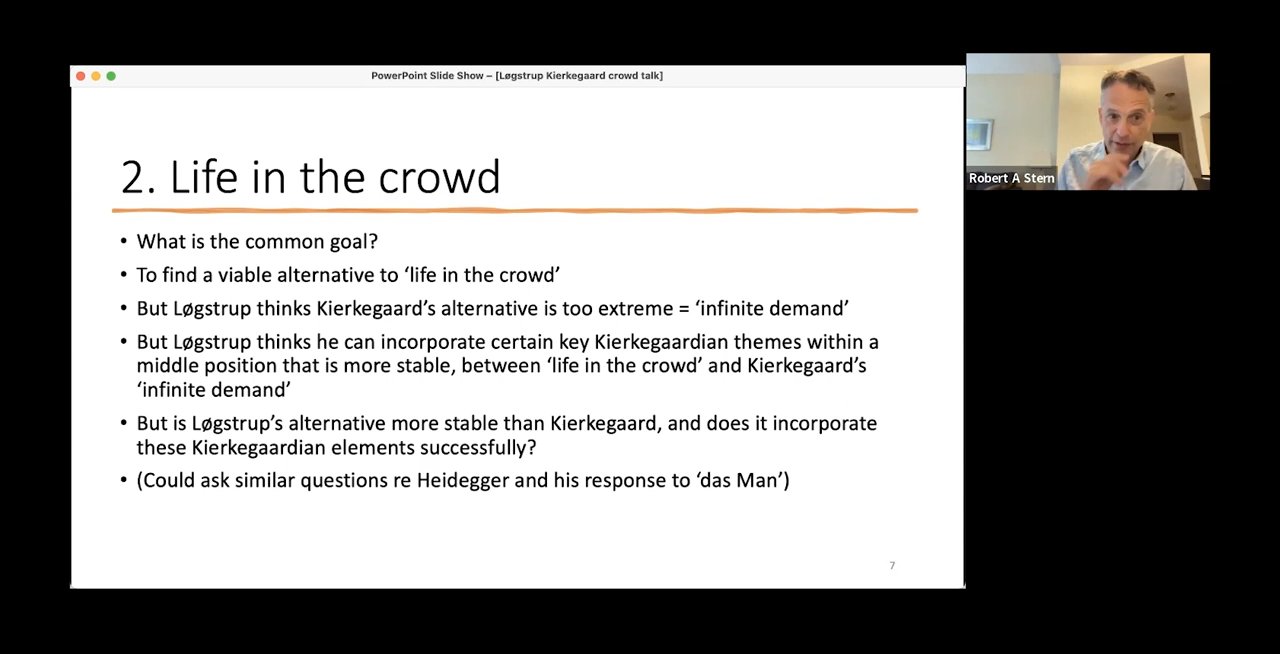 PowerPoint Slide Show – [Løgstrup Kierkegaard crowd talk]
Robert A Stern
2. Life in the crowd
• What is the common goal?
• To find a viable alternative to ‘life in the crowd’
• But Løgstrup thinks Kierkegaard’s alternative is too extreme = ‘infinite demand’
• But Løgstrup thinks he can incorporate certain key Kierkegaardian themes within a
middle position that is more stable, between ‘life in the crowd’ and Kierkegaard’s
‘infinite demand’
• But is Løgstrup’s alternative more stable than Kierkegaard, and does it incorporate
these Kierkegaardian elements successfully?
• (Could ask similar questions re Heidegger and his response to ‘das Man’)
7